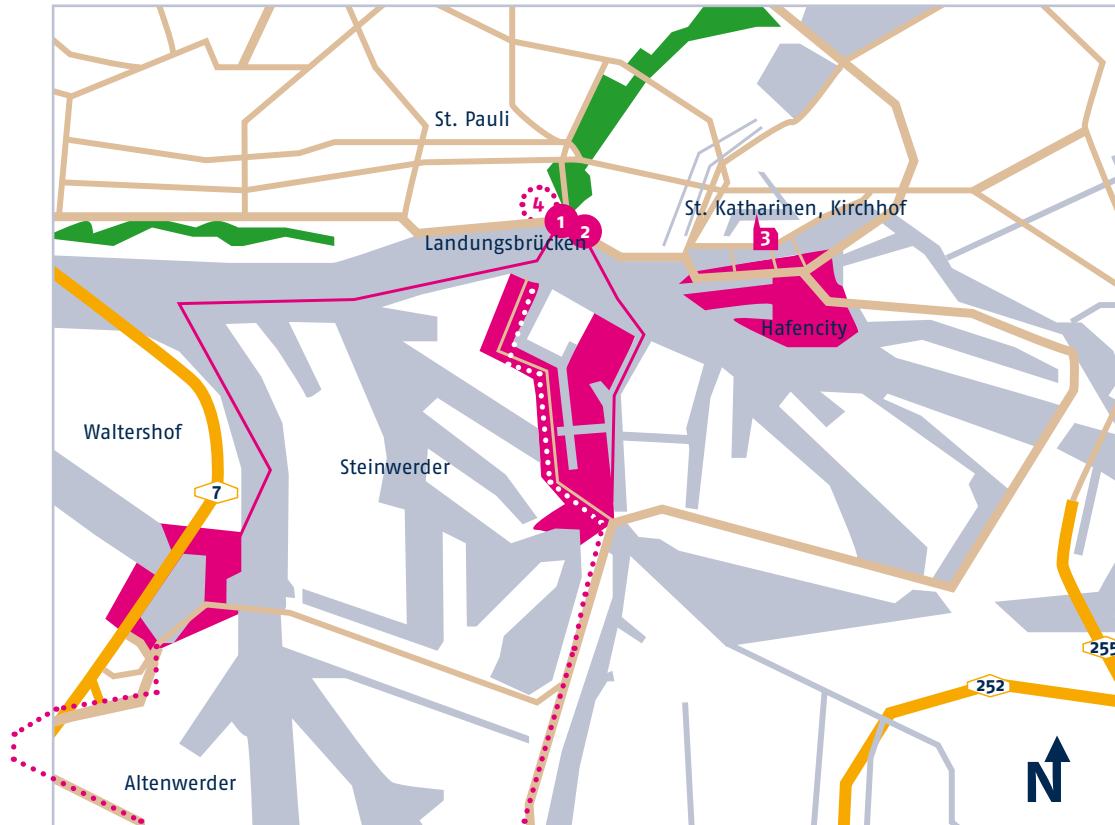 St. Pauli
4
1
2
St. Katharinen, Kirchhof
3
Landungsbrücken
Hafencity
Waltershof
Steinwerder
7
255
252
Altenwerder
N